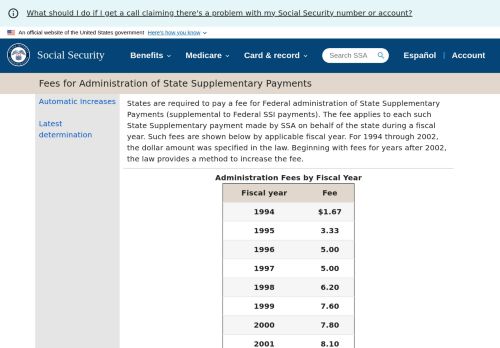 What should I do if I get a call claiming there's a problem with my Social Security number or account?
An official website of the United States government Here's how you know
Social Security
Benefits Medicare Card & record Search SSA Español | Account
Fees for Administration of State Supplementary Payments
Automatic Increases
Latest
determination
States are required to pay a fee for Federal administration of State Supplementary
Payments (supplemental to Federal SSI payments). The fee applies to each such
State Supplementary payment made by SSA on behalf of the state during a fiscal
year. Such fees are shown below by applicable fiscal year. For 1994 through 2002,
the dollar amount was specified in the law. Beginning with fees for years after 2002,
the law provides a method to increase the fee.
Administration Fees by Fiscal Year
Fiscal year Fee
1994 $1.67
1995 3.33
1996 5.00
1997 5.00
1998 6.20
1999 7.60
2000 7.80
2001 8.10